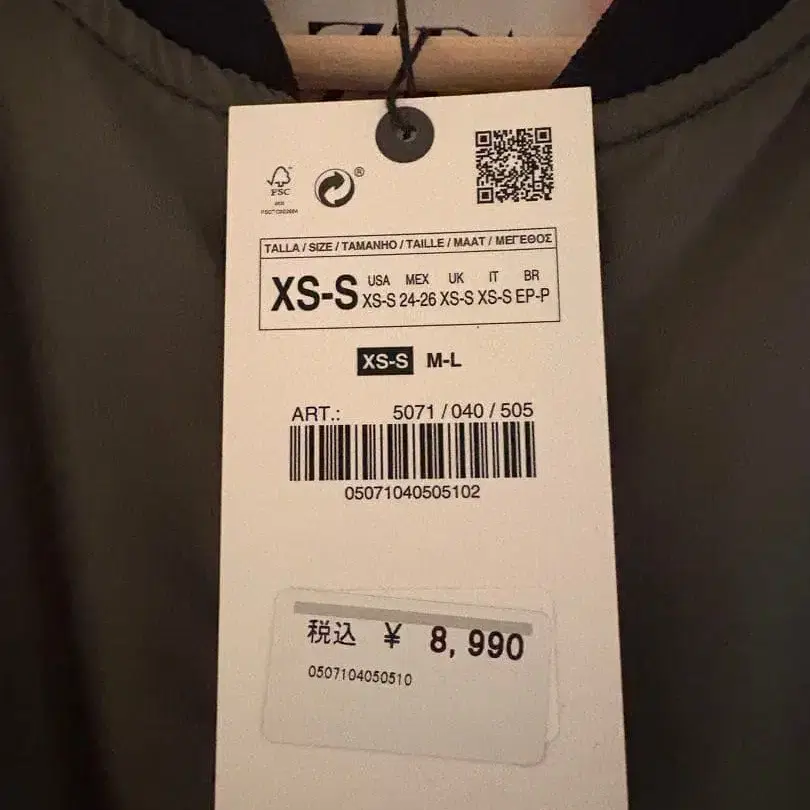 FSC
®
TALLA / SIZE / TAMANHO / TAILLE / MAAT / ΜΕΓΕΘΟΣ
XS-S
USA MEX UK IT BR
XS-S 24-26 XS-S XS-S EP-P
XS-S M-L
ART.: 5071 / 040 / 505
05071040505102
税込 ¥ 8,990
0507104050510